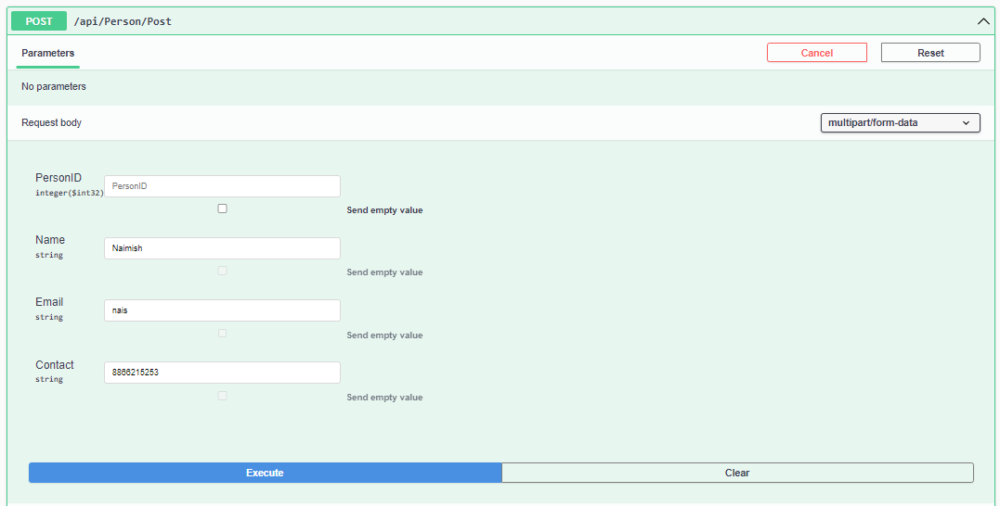 POST /api/Person/Post
Parameters Cancel Reset
No parameters
Request body multipart/form-data
PersonID PersonID
integer($int32)
Send empty value
Name Naimish
string
Send empty value
Email nais
string
Send empty value
Contact 8866215253
string
Send empty value
Execute Clear